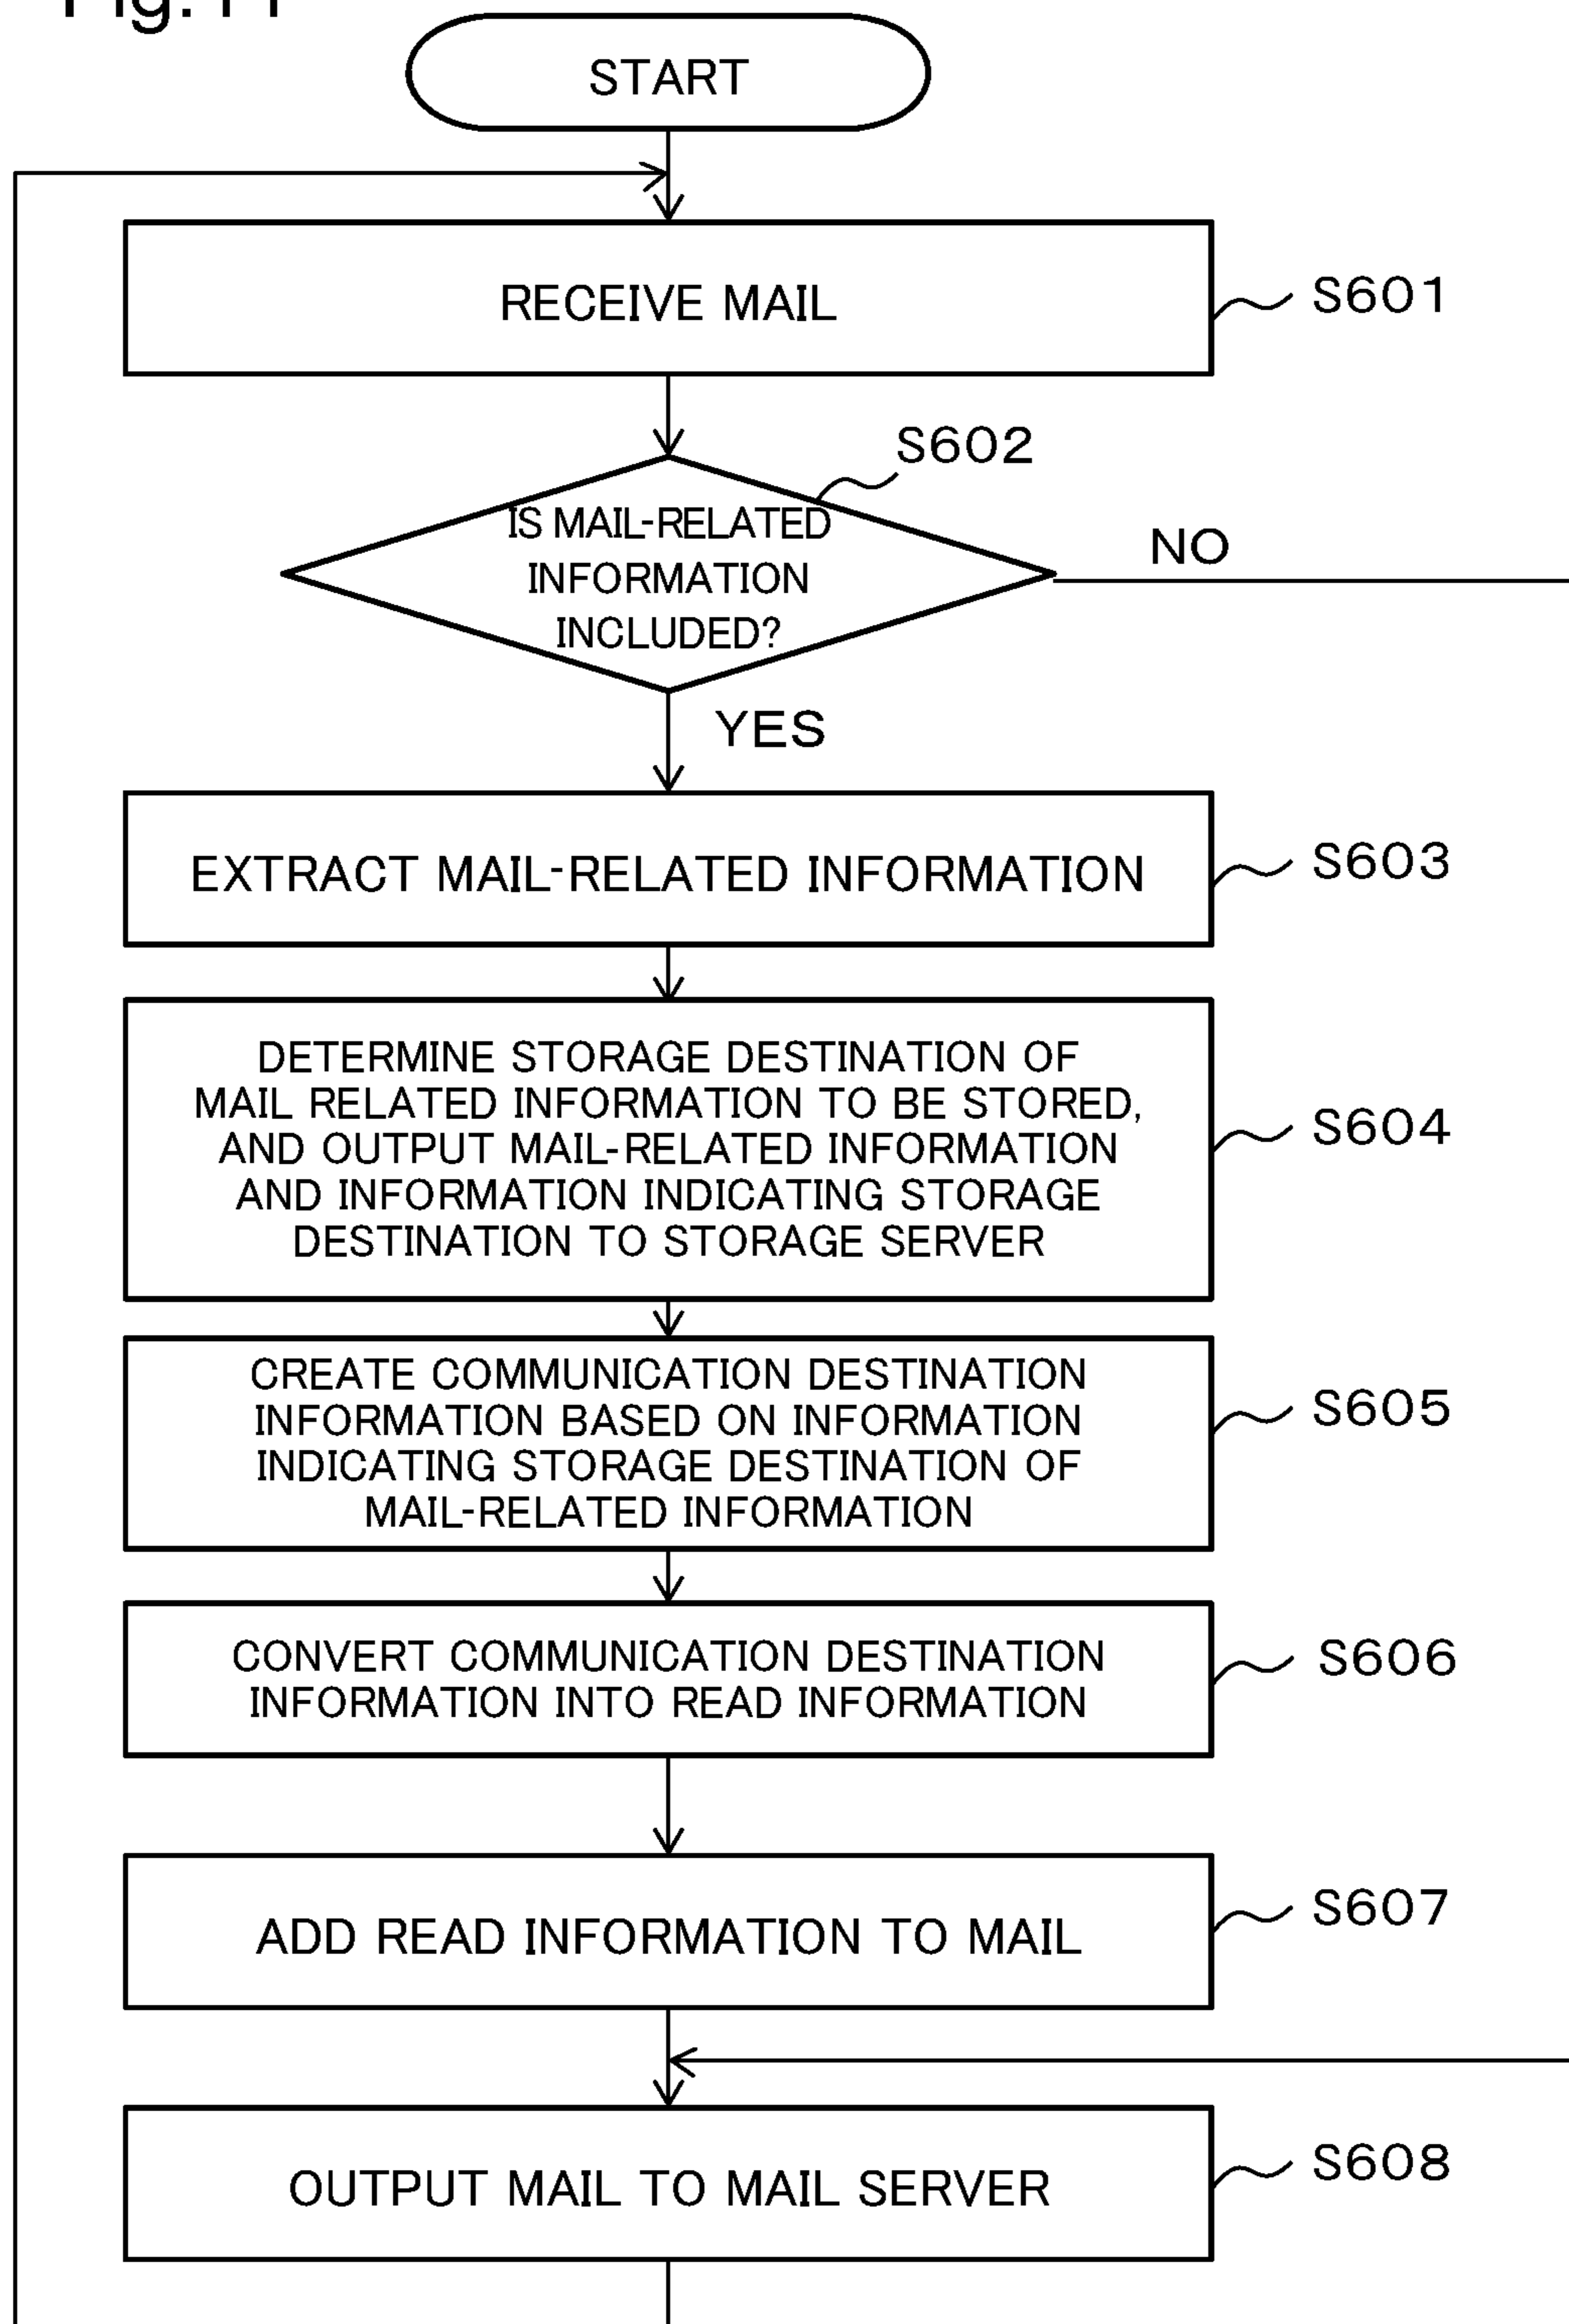 START
RECEIVE MAIL
S601
S602
IS MAIL-RELATED
INFORMATION
INCLUDED?
NO
YES
EXTRACT MAIL-RELATED INFORMATION
S603
DETERMINE STORAGE DESTINATION OF
MAIL RELATED INFORMATION TO BE STORED,
AND OUTPUT MAIL-RELATED INFORMATION
AND INFORMATION INDICATING STORAGE
DESTINATION TO STORAGE SERVER
S604
CREATE COMMUNICATION DESTINATION
INFORMATION BASED ON INFORMATION
INDICATING STORAGE DESTINATION OF
MAIL-RELATED INFORMATION
S605
CONVERT COMMUNICATION DESTINATION
INFORMATION INTO READ INFORMATION
S606
ADD READ INFORMATION TO MAIL
S607
OUTPUT MAIL TO MAIL SERVER
S608